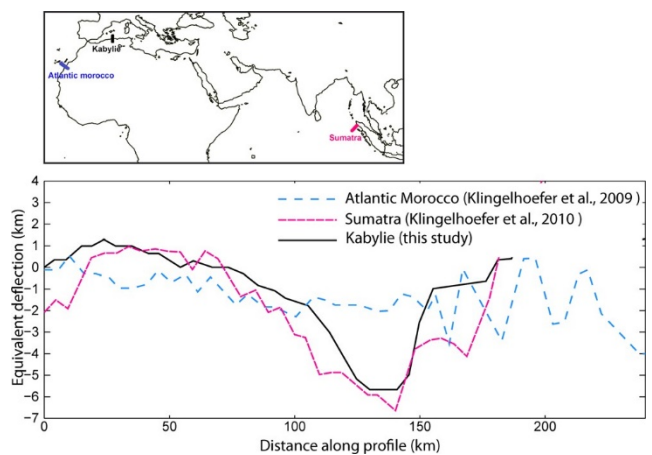 Kabylie
Atlantic morocco
Sumatra
4
3
2
1
0
-1
-2
-3
-4
-5
-6
-7
Equivalent deflection (km)
Atlantic Morocco (Klingelhoefer et al., 2009 )
Sumatra (Klingelhoefer et al., 2010 )
Kabylie (this study)
0 50 100 150 200
Distance along profile (km)